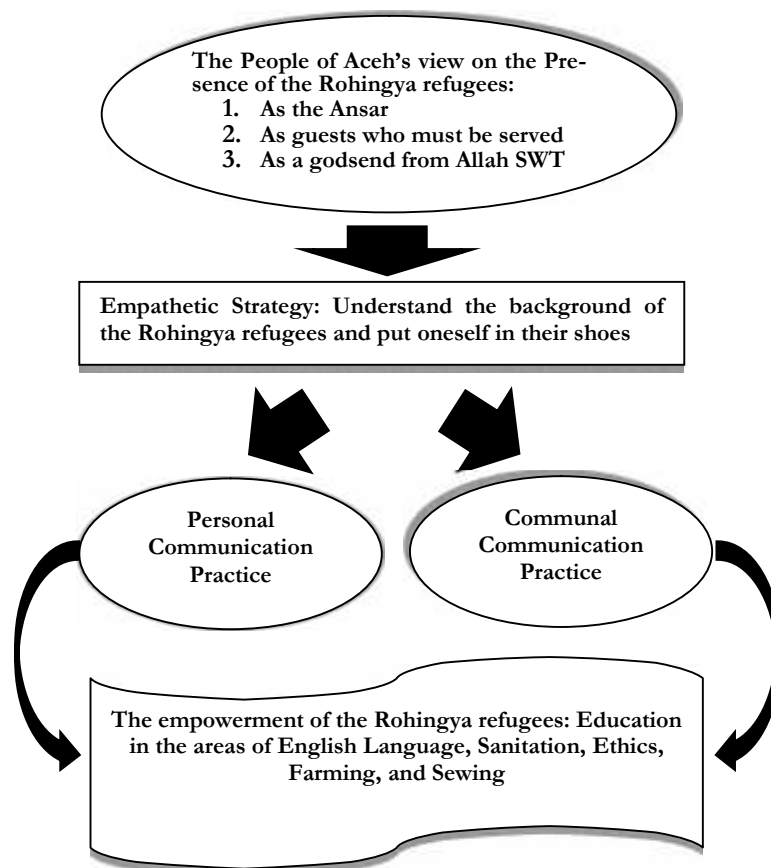 The People of Aceh's view on the Pre-
sence of the Rohingya refugees:
1. As the Ansar
2. As guests who must be served
3. As a godsend from Allah SWT
Empathetic Strategy: Understand the background of
the Rohingya refugees and put oneself in their shoes
Personal
Communication
Practice
Communal
Communication
Practice
The empowerment of the Rohingya refugees: Education
in the areas of English Language, Sanitation, Ethics,
Farming, and Sewing